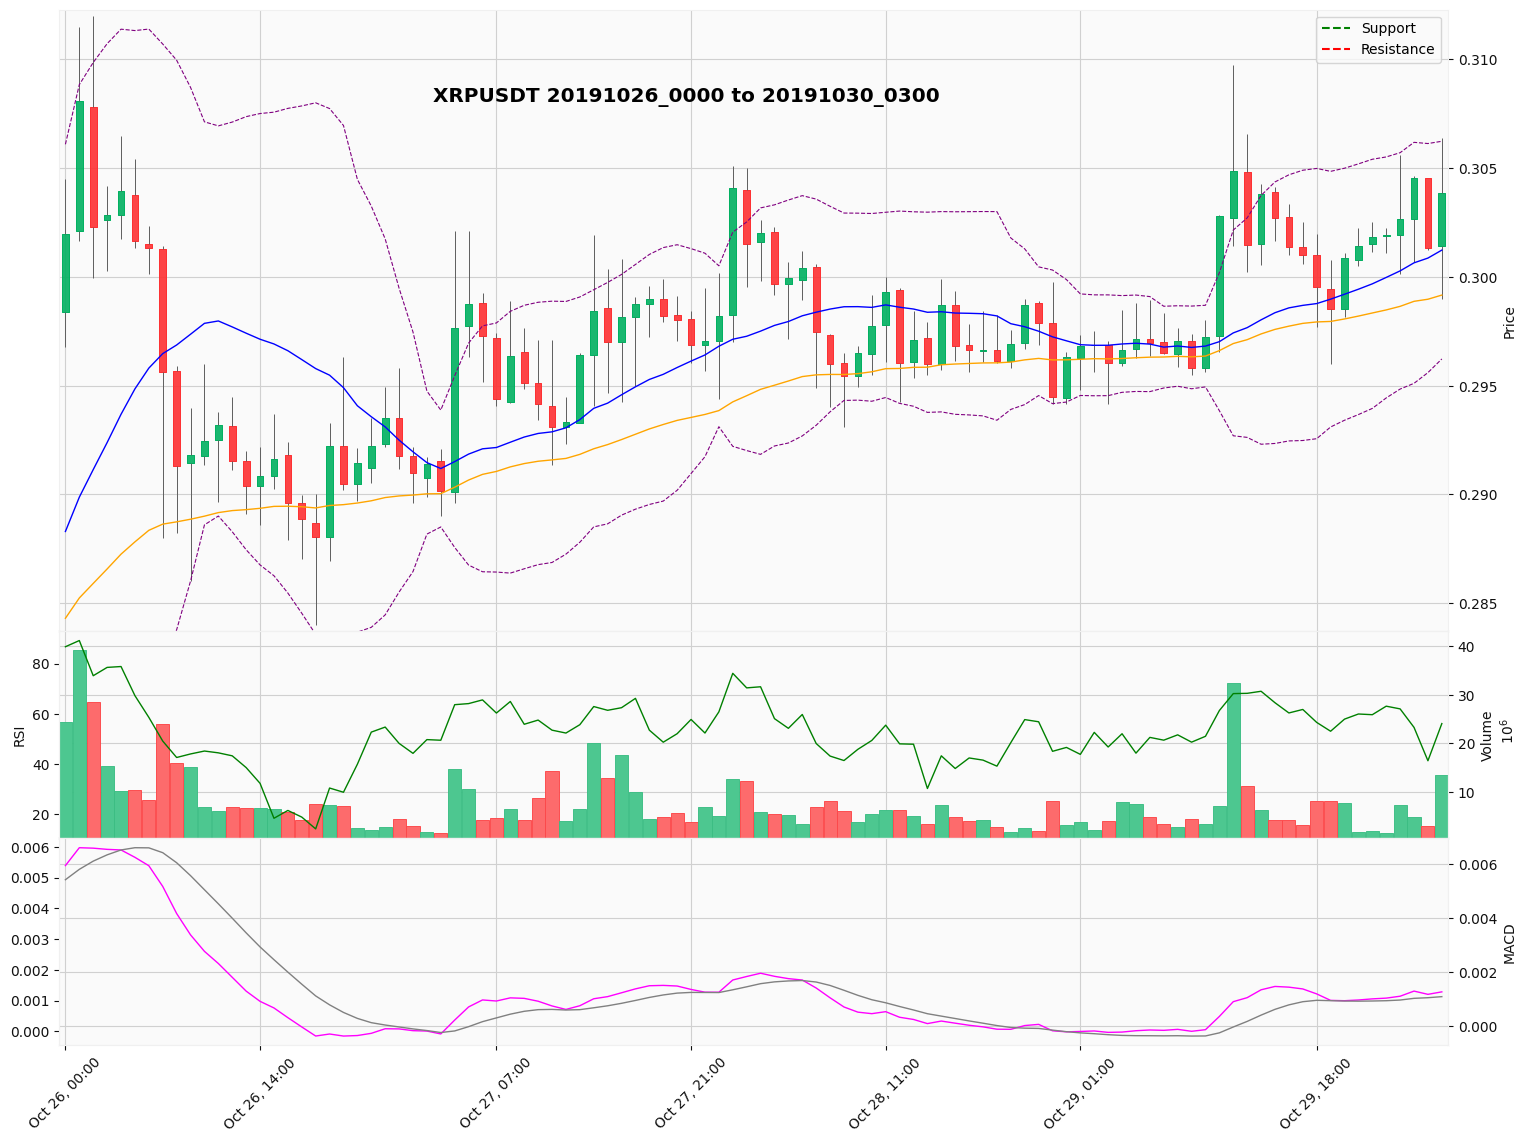 Support
Resistance
XRPUSDT 20191026_0000 to 20191030_0300
0.310
0.305
0.300
0.295
0.290
0.285
Price
80
60
40
20
RSI
40
30
20
10
Volume
10^6
0.006
0.005
0.004
0.003
0.002
0.001
0.000
0.006
0.004
0.002
0.000
MACD
Oct 26, 00:00
Oct 26, 14:00
Oct 27, 07:00
Oct 27, 21:00
Oct 28, 11:00
Oct 29, 01:00
Oct 29, 18:00